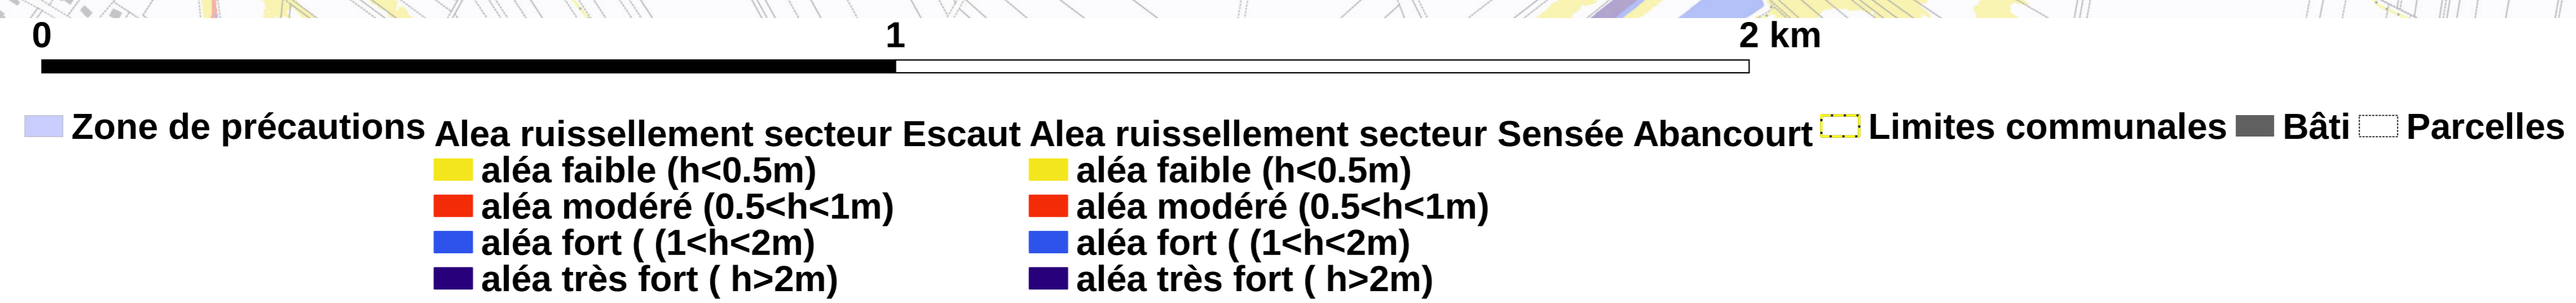 0 1 2 km
Zone de précautions
Alea ruissellement secteur Escaut
aléa faible (h<0.5m)
aléa modéré (0.5<h<1m)
aléa fort ( (1<h<2m)
aléa très fort ( h>2m)
Alea ruissellement secteur Sensée Abancourt
aléa faible (h<0.5m)
aléa modéré (0.5<h<1m)
aléa fort ( (1<h<2m)
aléa très fort ( h>2m)
Limites communales
Bâti
Parcelles